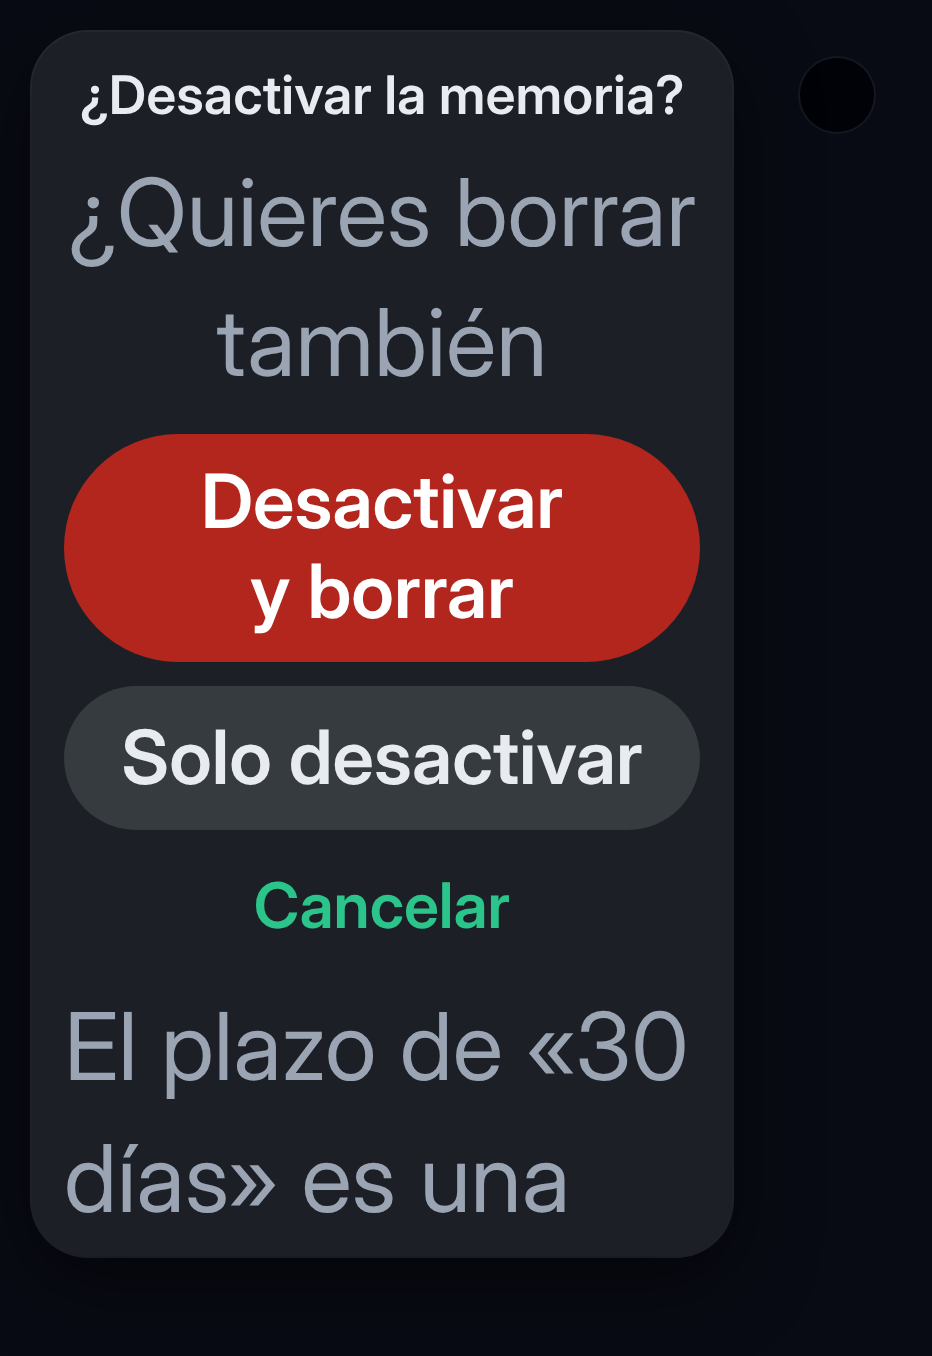 ¿Desactivar la memoria?
¿Quieres borrar
también
Desactivar
y borrar
Solo desactivar
Cancelar
El plazo de «30
días» es una